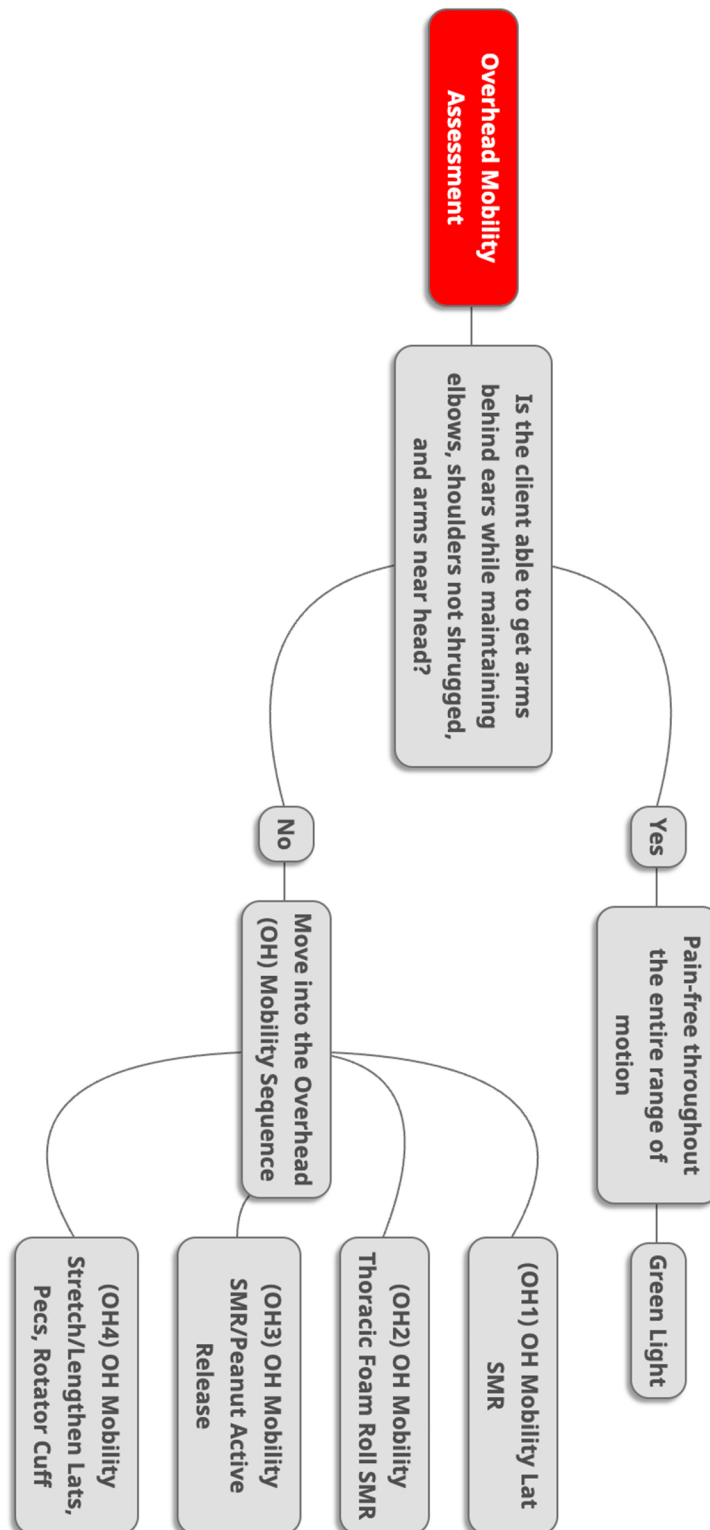 Overhead Mobility
Assessment
Is the client able to get arms
behind ears while maintaining
elbows, shoulders not shrugged,
and arms near head?
Yes
Pain-free throughout
the entire range of
motion
Green Light
No
Move into the Overhead
(OH) Mobility Sequence
(OH1) OH Mobility Lat
SMR
(OH2) OH Mobility
Thoracic Foam Roll SMR
(OH3) OH Mobility
SMR/Peanut Active
Release
(OH4) OH Mobility
Stretch/Lengthen Lats,
Pecs, Rotator Cuff